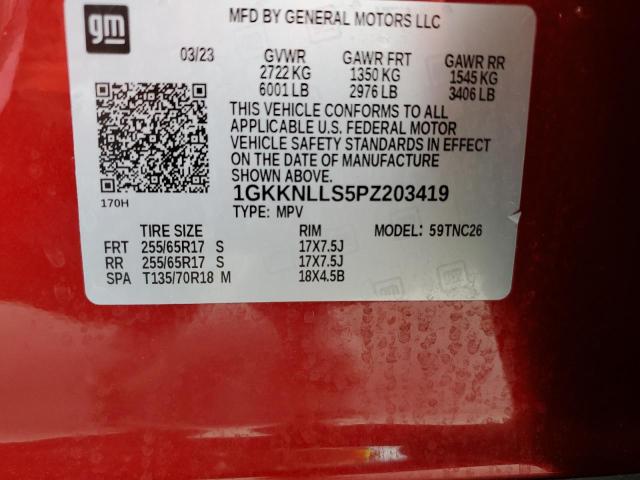 gm
MFD BY GENERAL MOTORS LLC
03/23 GVWR GAWR FRT GAWR RR
2722 KG 1350 KG 1545 KG
6001 LB 2976 LB 3406 LB
THIS VEHICLE CONFORMS TO ALL
APPLICABLE U.S. FEDERAL MOTOR
VEHICLE SAFETY STANDARDS IN EFFECT
ON THE DATE OF MANUFACTURE
SHOWN ABOVE.
1GKKNLLS5PZ203419
170H TYPE: MPV
TIRE SIZE RIM MODEL: 59TNC26
FRT 255/65R17 S 17X7.5J
RR 255/65R17 S 17X7.5J
SPA T135/70R18 M 18X4.5B